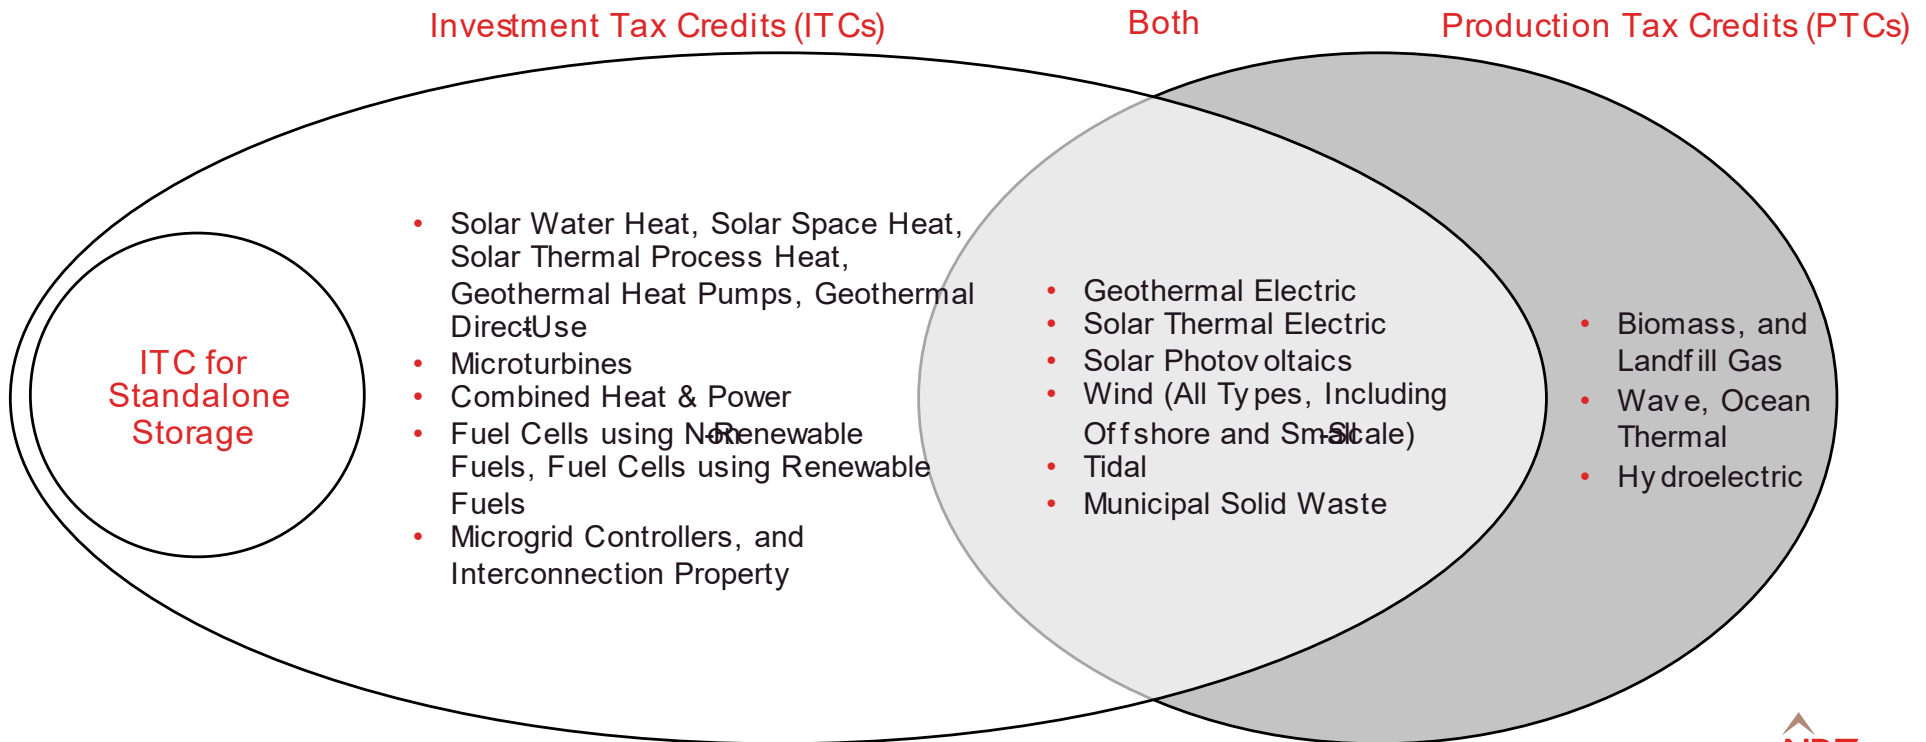 Investment Tax Credits (ITCs)
Both
Production Tax Credits (PTCs)
ITC for
Standalone
Storage
• Solar Water Heat, Solar Space Heat,
Solar Thermal Process Heat,
Geothermal Heat Pumps, Geothermal
Direct-Use
• Microturbines
• Combined Heat & Power
• Fuel Cells using Non-Renewable
Fuels, Fuel Cells using Renewable
Fuels
• Microgrid Controllers, and
Interconnection Property
• Geothermal Electric
• Solar Thermal Electric
• Solar Photovoltaics
• Wind (All Types, Including
Offshore and Small-Scale)
• Tidal
• Municipal Solid Waste
• Biomass, and
Landfill Gas
• Wave, Ocean
Thermal
• Hydroelectric